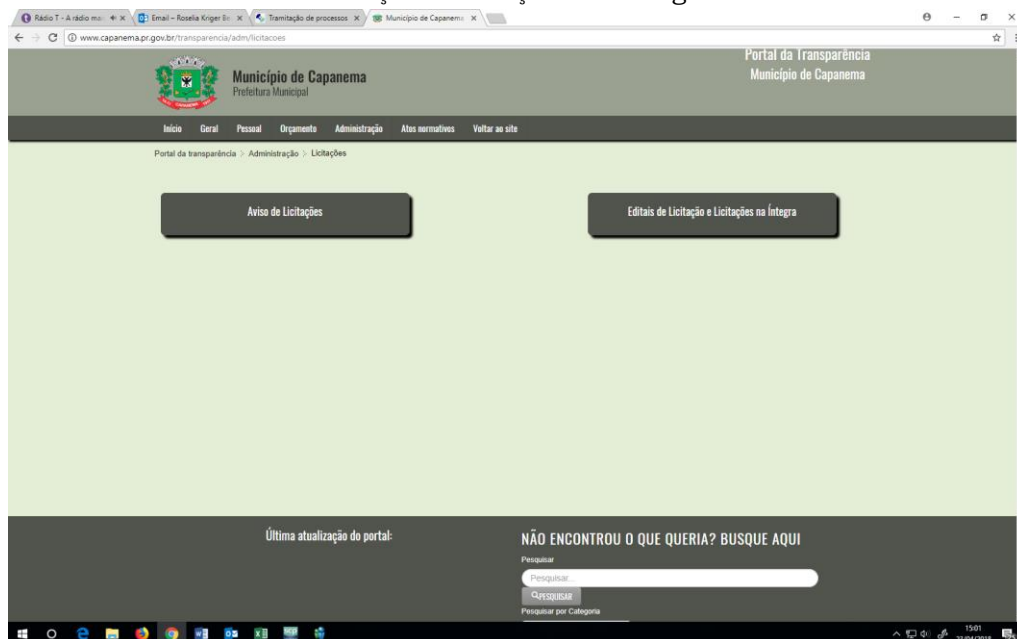 Rádio T - A rádio ma
Email – Roselia Kriger B
Tramitação de processos
Município de Capanema
www.capanema.pr.gov.br/transparencia/adm/licitacoes
Portal da Transparência
Município de Capanema
Município de Capanema
Prefeitura Municipal
Início Geral Pessoal Orçamento Administração Atos normativos Voltar ao site
Portal da transparência > Administração > Licitações
Aviso de Licitações
Editais de Licitação e Licitações na Íntegra
Última atualização do portal:
NÃO ENCONTROU O QUE QUERIA? BUSQUE AQUI
Pesquisar
Pesquisar...
PESQUISAR
Pesquisar por Categoria
15:01